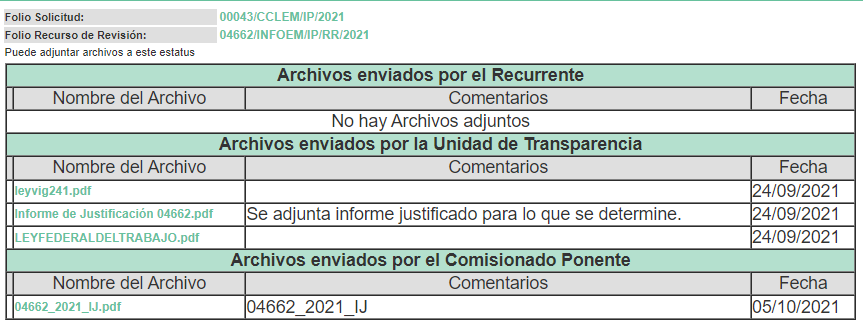 Folio Solicitud: 00043/CCLEM/IP/2021
Folio Recurso de Revisión: 04662/INFOEM/IP/RR/2021
Puede adjuntar archivos a este estatus
Archivos enviados por el Recurrente
Nombre del Archivo Comentarios Fecha
No hay Archivos adjuntos
Archivos enviados por la Unidad de Transparencia
Nombre del Archivo Comentarios Fecha
leyvig241.pdf 24/09/2021
Informe de Justificación 04662.pdf Se adjunta informe justificado para lo que se determine. 24/09/2021
LEYFEDERALDELTRABAJO.pdf 24/09/2021
Archivos enviados por el Comisionado Ponente
Nombre del Archivo Comentarios Fecha
04662_2021_IJ.pdf 04662_2021_IJ 05/10/2021